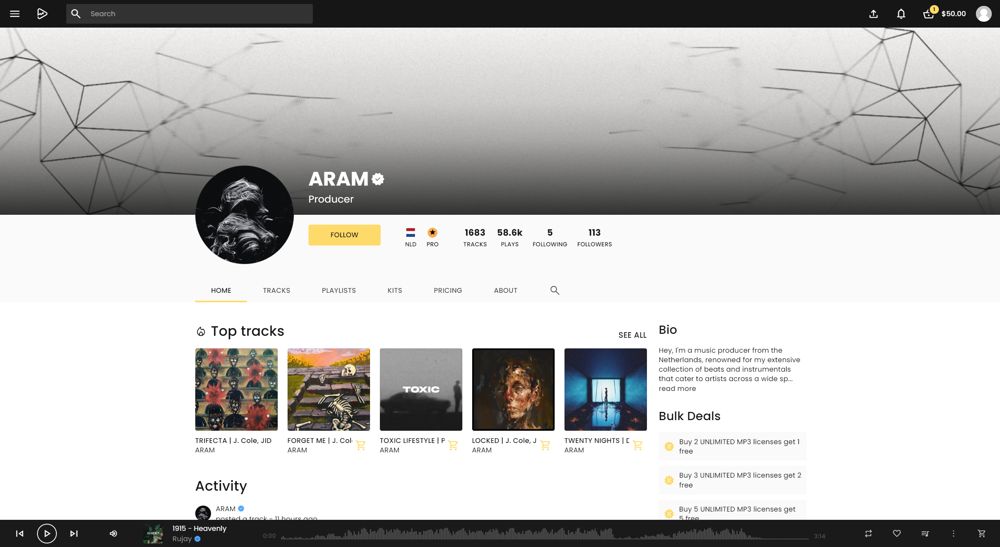 Search
1
$50.00
ARAM
Producer
FOLLOW
NLD
PRO
1683
TRACKS
58.6k
PLAYS
5
FOLLOWING
113
FOLLOWERS
HOME
TRACKS
PLAYLISTS
KITS
PRICING
ABOUT
Top tracks
SEE ALL
TOXIC
TRIFECTA | J. Cole, JID
ARAM
FORGET ME | J. Col
ARAM
TOXIC LIFESTYLE | P
ARAM
LOCKED | J. Cole, J
ARAM
TWENTY NIGHTS | D
ARAM
Bio
Hey, I'm a music producer from the
Netherlands, renowned for my extensive
collection of beats and instrumentals
that cater to artists across a wide sp...
read more
Bulk Deals
Buy 2 UNLIMITED MP3 licenses get 1
free
Buy 3 UNLIMITED MP3 licenses get 2
free
Buy 5 UNLIMITED MP3 licenses get
5 free
Activity
ARAM
posted a track - 11 hours ago
HEAVENLY
1915 - Heavenly
Rujay
0:00
3:14